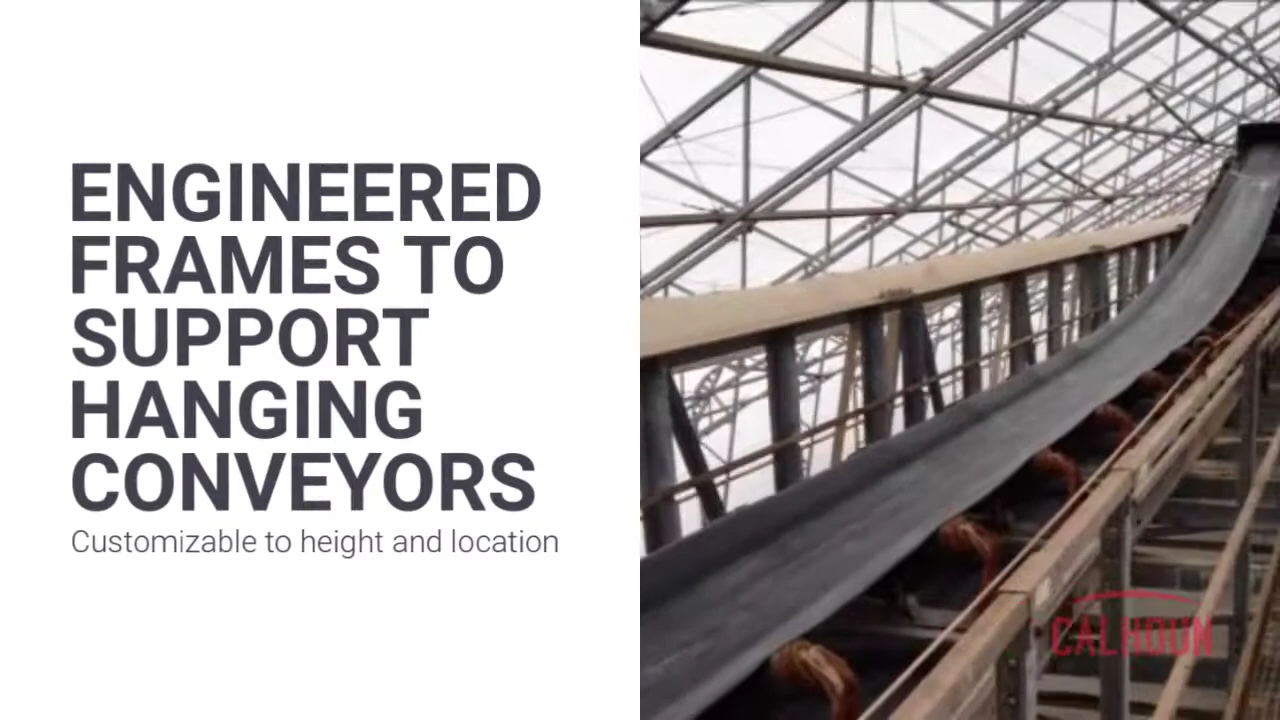 ENGINEERED
FRAMES TO
SUPPORT
HANGING
CONVEYORS
Customizable to height and location
CALHOUN